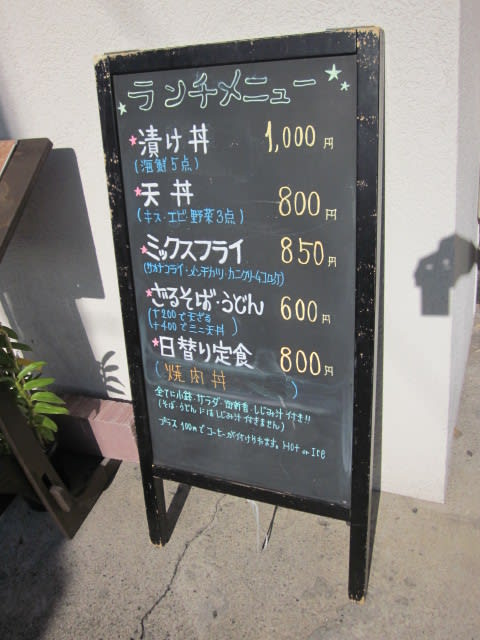 ランチメニュー
漬け丼 1,000円
(海鮮5点)
天丼 800円
(キス・エビ・野菜3点)
ミックスフライ 850円
(サカナフライ・メンチカツ・カニクリームコロッケ)
ざるそば・うどん 600円
(+200で天ざる
+400でミニ天丼)
日替り定食 800円
(焼肉丼)
全てに小鉢・サラダ・御新香・しじみ汁付き!!
(そば・うどんにはしじみ汁付きません)
プラス100円でコーヒーが付けられます。Hot or Ice